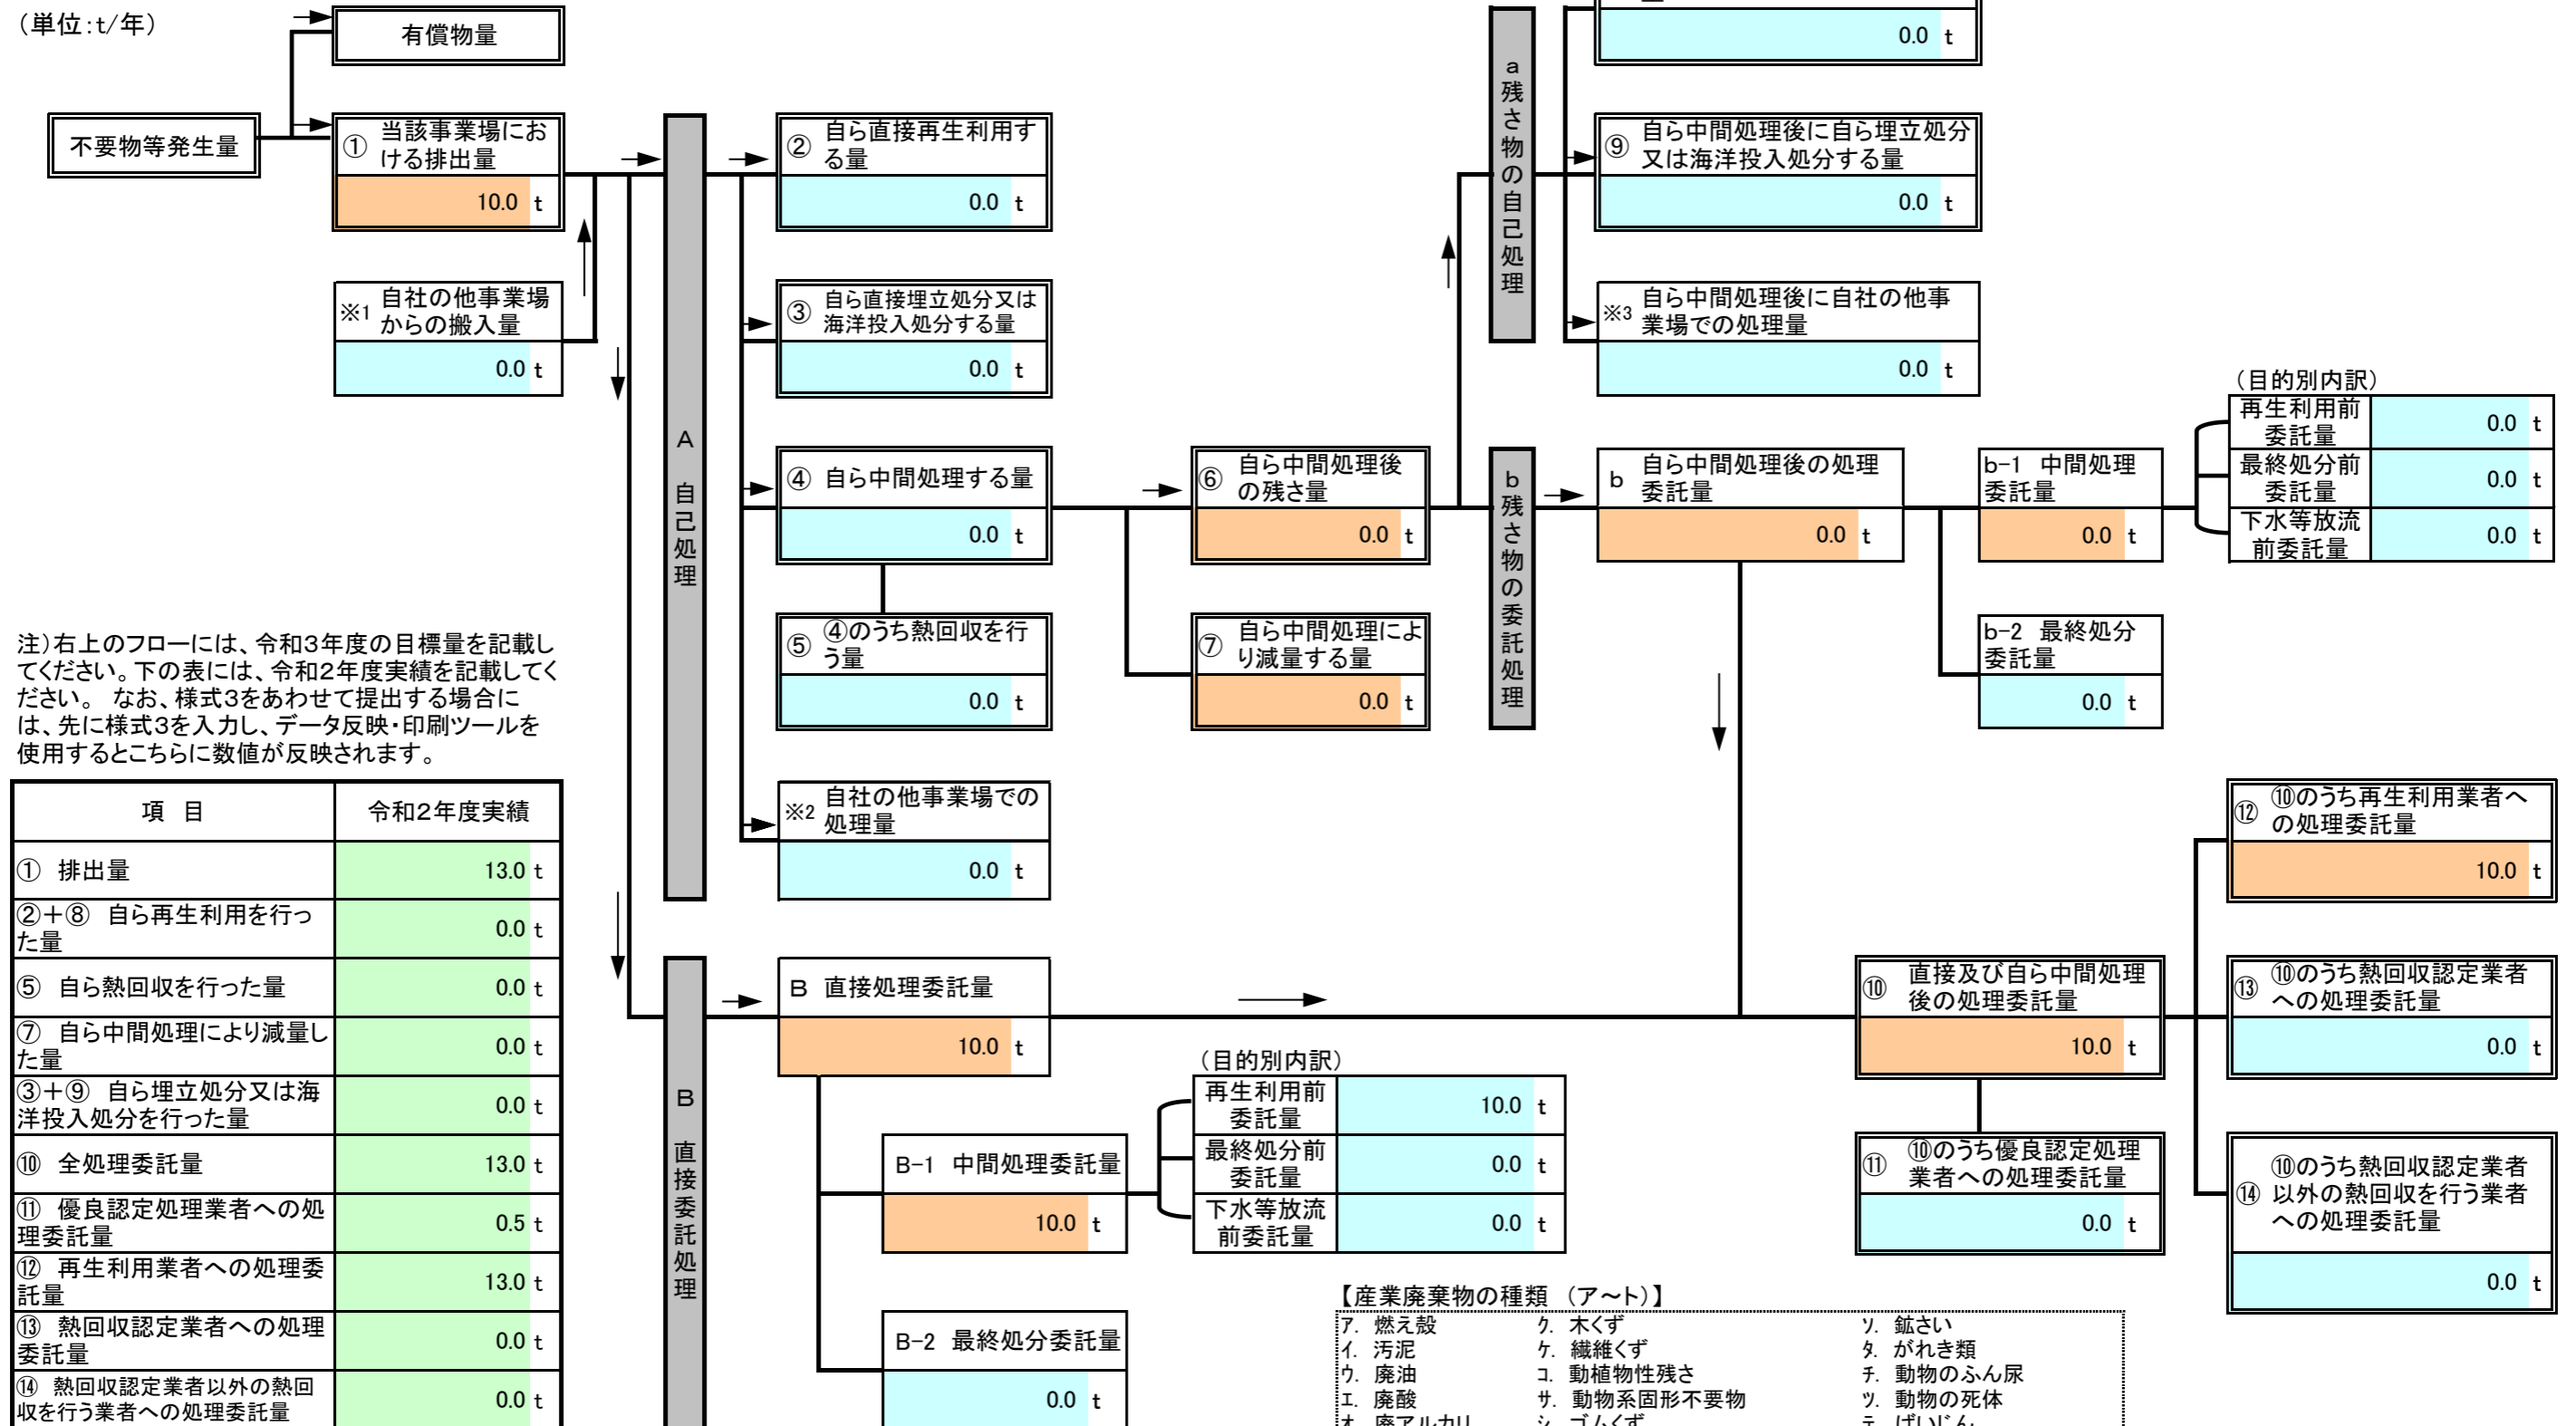 （単位：t/年）
有償物量
不要物等発生量
① 当該事業場にお
ける排出量
10.0 t
※1 自社の他事業場
からの搬入量
0.0 t
A 自己処理
② 自ら直接再生利用す
る量
0.0 t
③ 自ら直接埋立処分又は
海洋投入処分する量
0.0 t
④ 自ら中間処理する量
0.0 t
⑤ ④のうち熱回収を行
う量
0.0 t
※2 自社の他事業場での
処理量
0.0 t
⑥ 自ら中間処理後
の残さ量
0.0 t
⑦ 自ら中間処理によ
り減量する量
0.0 t
a 残さ物の自己処理
0.0 t
⑨ 自ら中間処理後に自ら埋立処分
又は海洋投入処分する量
0.0 t
※3 自ら中間処理後に自社の他事
業場での処理量
0.0 t
b 残さ物の委託処理
b 自ら中間処理後の処理
委託量
0.0 t
b-1 中間処理
委託量
0.0 t
（目的別内訳）
再生利用前
委託量
0.0 t
最終処分前
委託量
0.0 t
下水等放流
前委託量
0.0 t
b-2 最終処分
委託量
0.0 t
注）右上のフローには、令和3年度の目標量を記載し
てください。下の表には、令和2年度実績を記載してく
ださい。 なお、様式3をあわせて提出する場合に
は、先に様式3を入力し、データ反映・印刷ツールを
使用するとこちらに数値が反映されます。
項 目 令和2年度実績
① 排出量 13.0 t
②＋⑧ 自ら再生利用を行っ
た量
0.0 t
⑤ 自ら熱回収を行った量 0.0 t
⑦ 自ら中間処理により減量し
た量
0.0 t
③＋⑨ 自ら埋立処分又は海
洋投入処分を行った量
0.0 t
⑩ 全処理委託量 13.0 t
⑪ 優良認定処理業者への処
理委託量
0.5 t
⑫ 再生利用業者への処理委
託量
13.0 t
⑬ 熱回収認定業者への処理
委託量
0.0 t
⑭ 熱回収認定業者以外の熱回
収を行う業者への処理委託量
0.0 t
B 直接委託処理
B 直接処理委託量
10.0 t
B-1 中間処理委託量
10.0 t
（目的別内訳）
再生利用前
委託量
10.0 t
最終処分前
委託量
0.0 t
下水等放流
前委託量
0.0 t
B-2 最終処分委託量
0.0 t
⑩ 直接及び自ら中間処理
後の処理委託量
10.0 t
⑪ ⑩のうち優良認定処理
業者への処理委託量
0.0 t
⑫ ⑩のうち再生利用業者へ
の処理委託量
10.0 t
⑬ ⑩のうち熱回収認定業者
への処理委託量
0.0 t
⑭ ⑩のうち熱回収認定業者
以外の熱回収を行う業者
への処理委託量
0.0 t
【産業廃棄物の種類 （ア～ト）】
ア. 燃え殻 ク. 木くず ソ. 鉱さい
イ. 汚泥 ケ. 繊維くず タ. がれき類
ウ. 廃油 コ. 動植物性残さ チ. 動物のふん尿
エ. 廃酸 サ. 動物系固形不要物 ツ. 動物の死体
オ. 廃アルカリ シ. ゴムくず テ. ばいじん